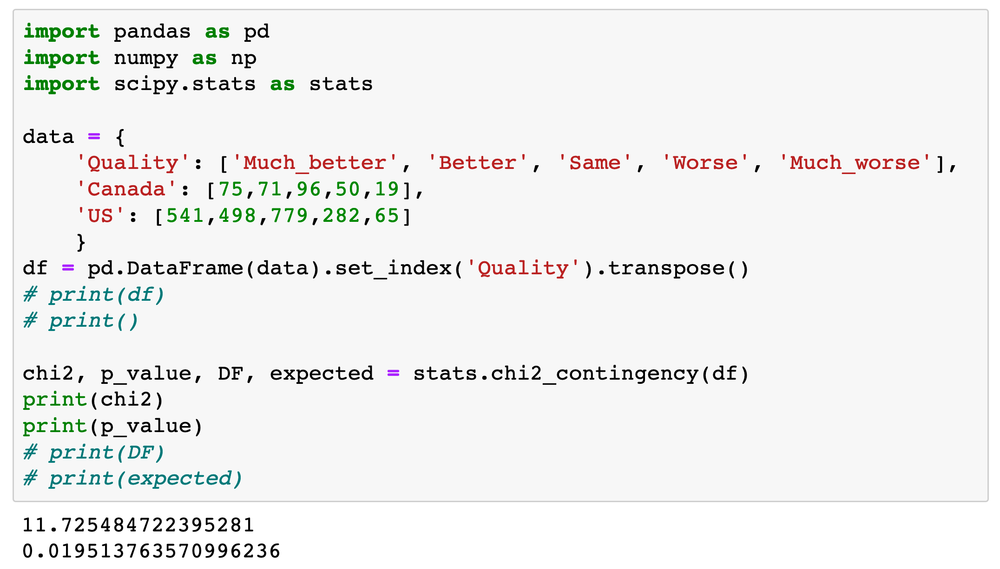 import pandas as pd
import numpy as np
import scipy.stats as stats

data = {
    'Quality': ['Much_better', 'Better', 'Same', 'Worse', 'Much_worse'],
    'Canada': [75,71,96,50,19],
    'US': [541,498,779,282,65]
    }
df = pd.DataFrame(data).set_index('Quality').transpose()
# print(df)
# print()

chi2, p_value, DF, expected = stats.chi2_contingency(df)
print(chi2)
print(p_value)
# print(DF)
# print(expected)
11.725484722395281
0.019513763570996236